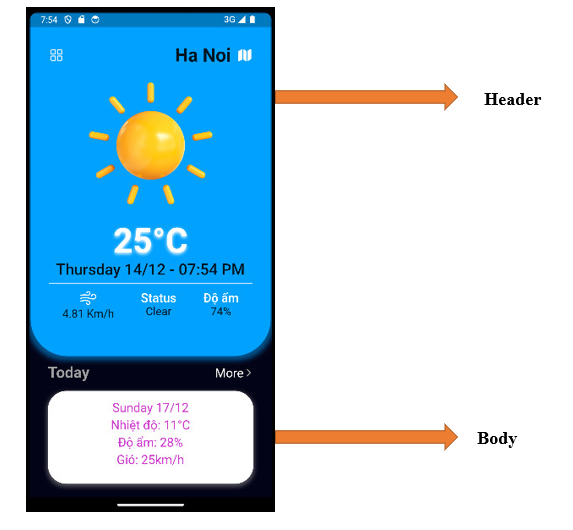 7:54 3G
Ha Noi
Header
25°C
Thursday 14/12 - 07:54 PM
Status Độ ẩm
4.81 Km/h Clear 74%
Today More >
Sunday 17/12
Nhiệt độ: 11°C
Độ ẩm: 28%
Gió: 25km/h
Body